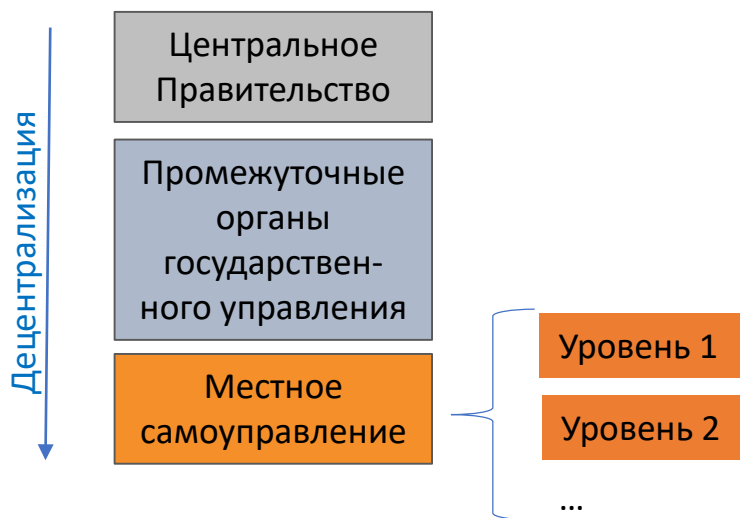 Децентрализация
Центральное
Правительство
Промежуточные
органы
государствен-
ного управления
Местное
самоуправление
Уровень 1
Уровень 2
...